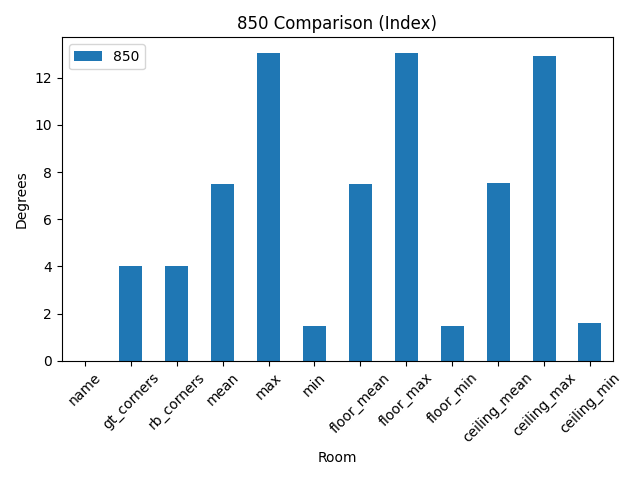 850 Comparison (Index)
850
Degrees
12
10
8
6
4
2
0
name
gt_corners
rb_corners
mean
max
min
floor_mean
floor_max
floor_min
ceiling_mean
ceiling_max
ceiling_min
Room